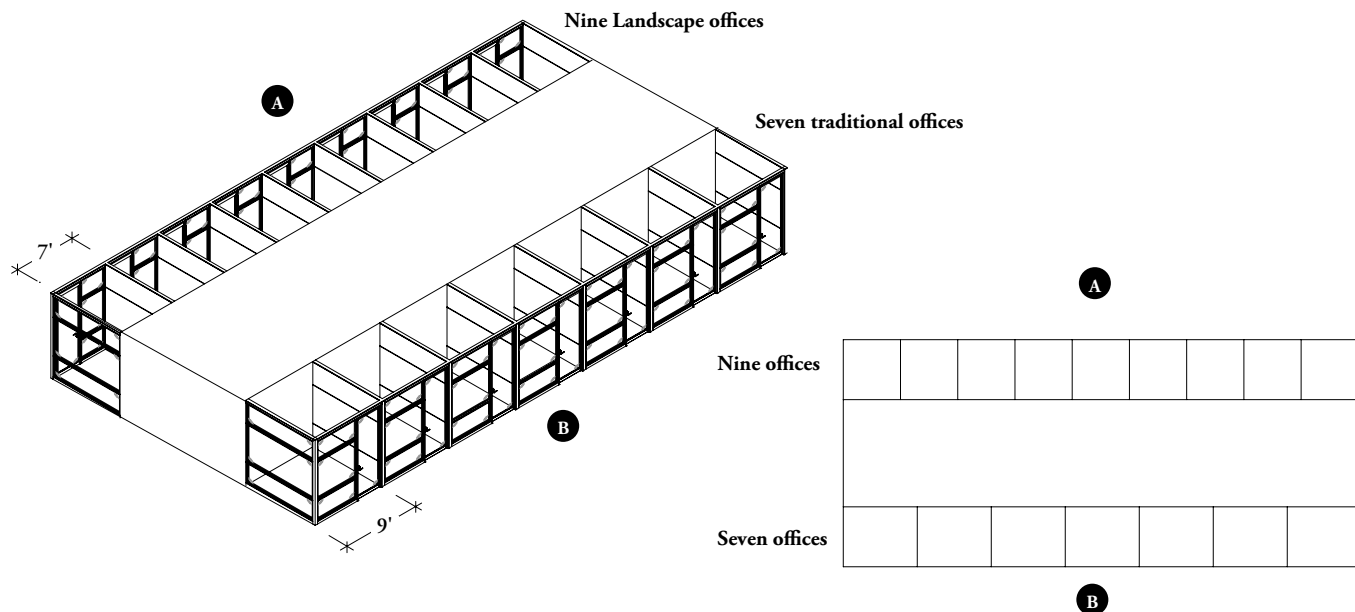 Nine Landscape offices
A
Seven traditional offices
7'
B
9'
A
Nine offices
Seven offices
B